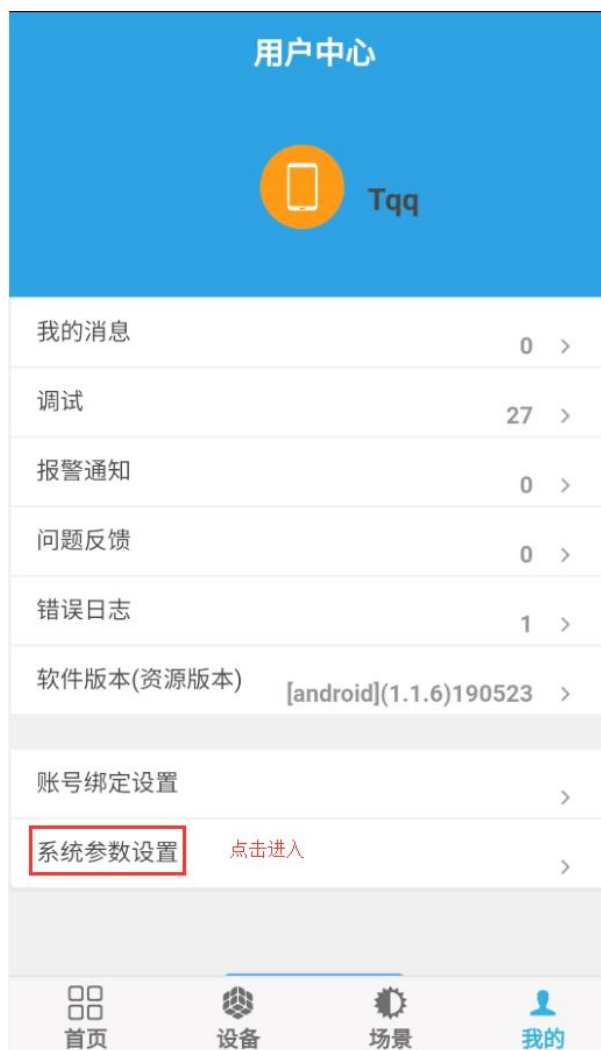 用户中心
Tqq
我的消息 0
调试 27
报警通知 0
问题反馈 0
错误日志 1
软件版本(资源版本) [android](1.1.6)190523
账号绑定设置
系统参数设置 点击进入
首页 设备 场景 我的